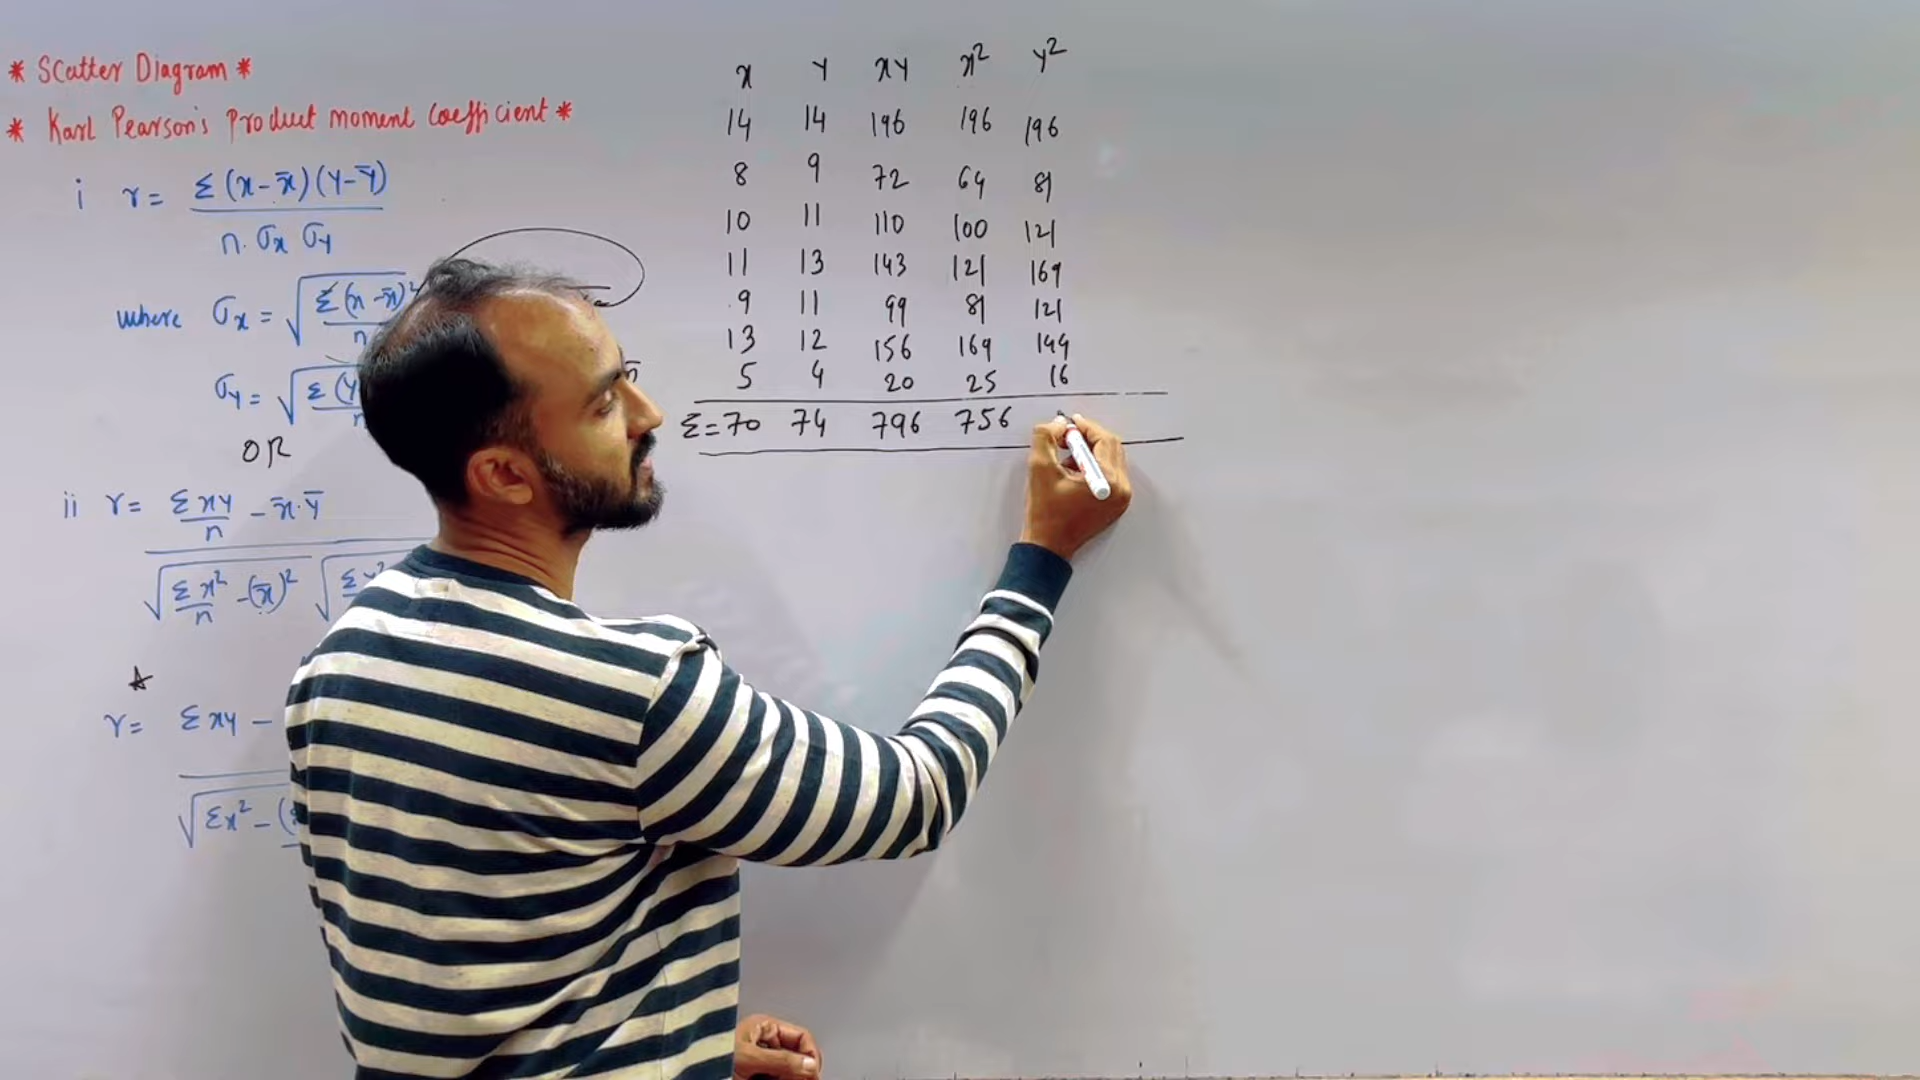 * Scatter Diagram *
* Karl Pearson's Product moment Coefficient *
i r = Σ(x-x̄)(y-ȳ)
n. σx σy
where σx = √Σ(x-x̄)²
n
σy = √Σ(y
n
OR
ii r = Σxy - x̄.ȳ
n
√Σx² -(x̄)² √Σy²
n
☆
r = Σxy -
√Σx² - (
x y xy x² y²
14 14 196 196 196
8 9 72 64 81
10 11 110 100 121
11 13 143 121 169
9 11 99 81 121
13 12 156 169 144
5 4 20 25 16
Σ=70 74 796 756